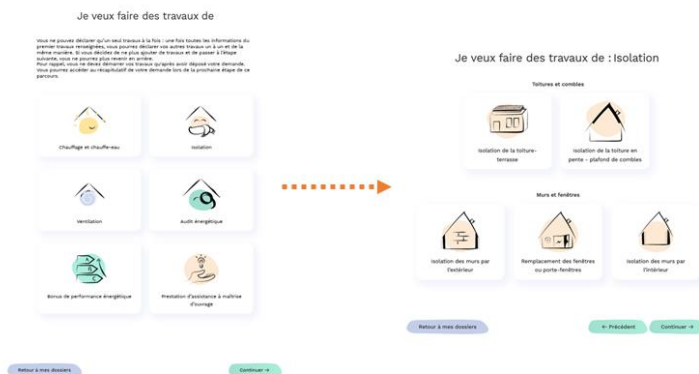 Je veux faire des travaux de
Vous ne pouvez déclarer qu'un seul travaux à la fois : une fois toutes les informations du
premier travaux renseignées, vous pourrez déclarer vos autres travaux un à un et de la
même manière. Si vous décidez de ne plus ajouter de travaux et de passer à l'étape
suivante, vous ne pourrez plus revenir en arrière.
Pour rappel, vous ne devez démarrer vos travaux qu'après avoir déposé votre demande.
Vous pourrez accéder au récapitulatif de votre demande lors de la prochaine étape de ce
parcours.
Chauffage et chauffe-eau
Isolation
Ventilation
Audit énergétique
Bonus de performance énergétique
Prestation d'assistance à maîtrise
d'ouvrage
Retour à mes dossiers
Continuer →
Je veux faire des travaux de : Isolation
Toitures et combles
Isolation de la toiture-
terrasse
Isolation de la toiture en
pente - plafond de combles
Murs et fenêtres
Isolation des murs par
l'extérieur
Remplacement des fenêtres
ou porte-fenêtres
Isolation des murs par
l'intérieur
Retour à mes dossiers
← Précédent
Continuer →